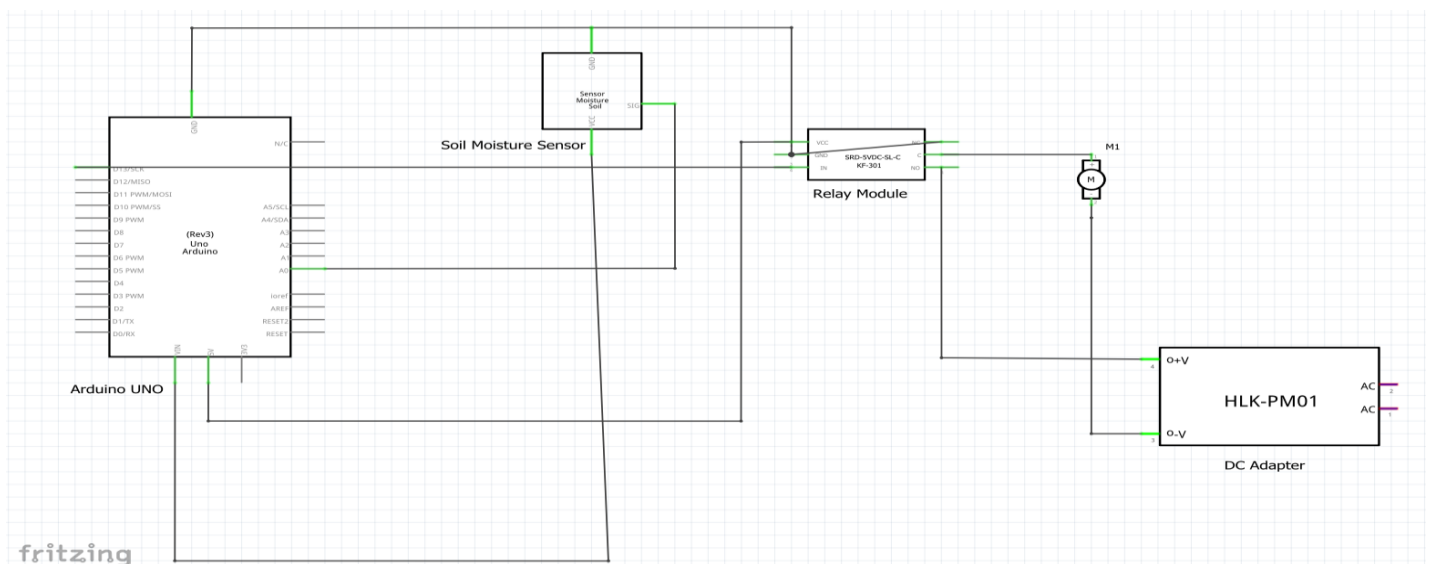 GND
N/C
D13/SCK
D12/MISO
D11 PWM/MOSI
D10 PWM/SS
D9 PWM
D8
D7
D6 PWM
D5 PWM
D4
D3 PWM
D2
D1/TX
D0/RX
(Rev3)
Uno
Arduino
A5/SCL
A4/SDA
A3
A2
A1
A0
ioref
AREF
RESET2
RESET
VIN
5V
3V3
Arduino UNO
GND
Sensor
Moisture
Soil
SIG
VCC
Soil Moisture Sensor
VCC
GND
IN
SRD-5VDC-SL-C
KF-301
NC
C
NO
Relay Module
M1
M
O+V
4
HLK-PM01
AC
2
AC
1
O-V
3
DC Adapter
fritzing